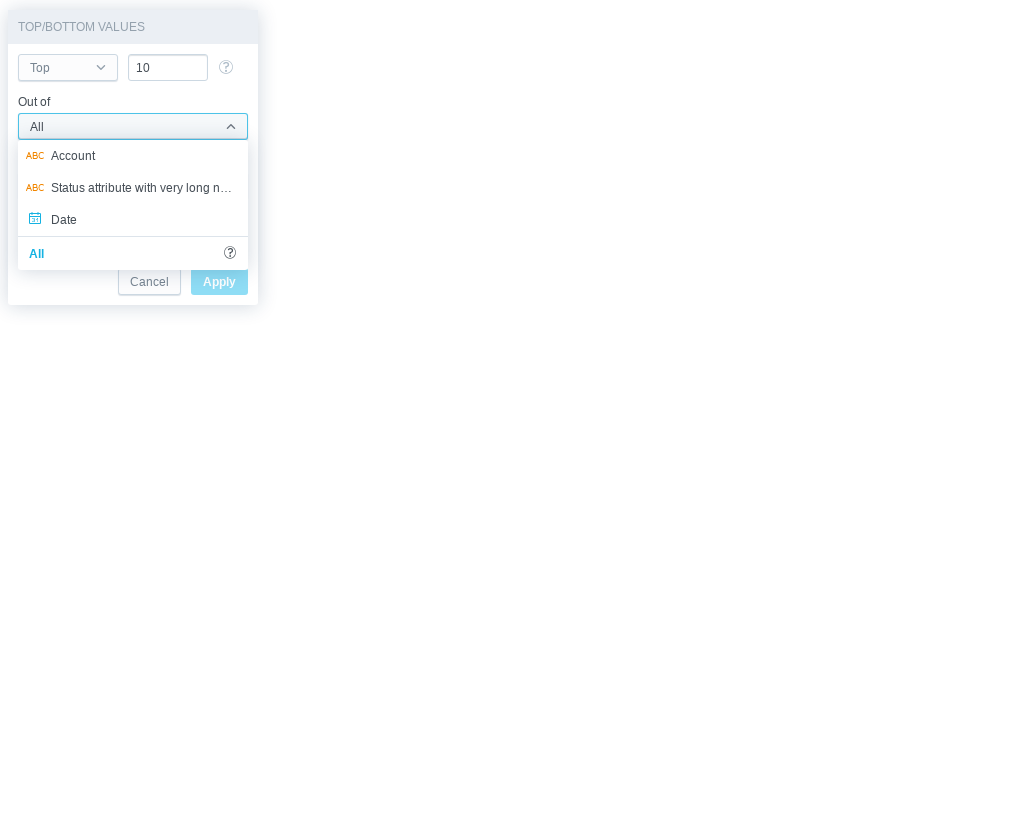 TOP/BOTTOM VALUES
Top 10
Out of
All
ABC Account
ABC Status attribute with very long n…
31 Date
All
Cancel Apply